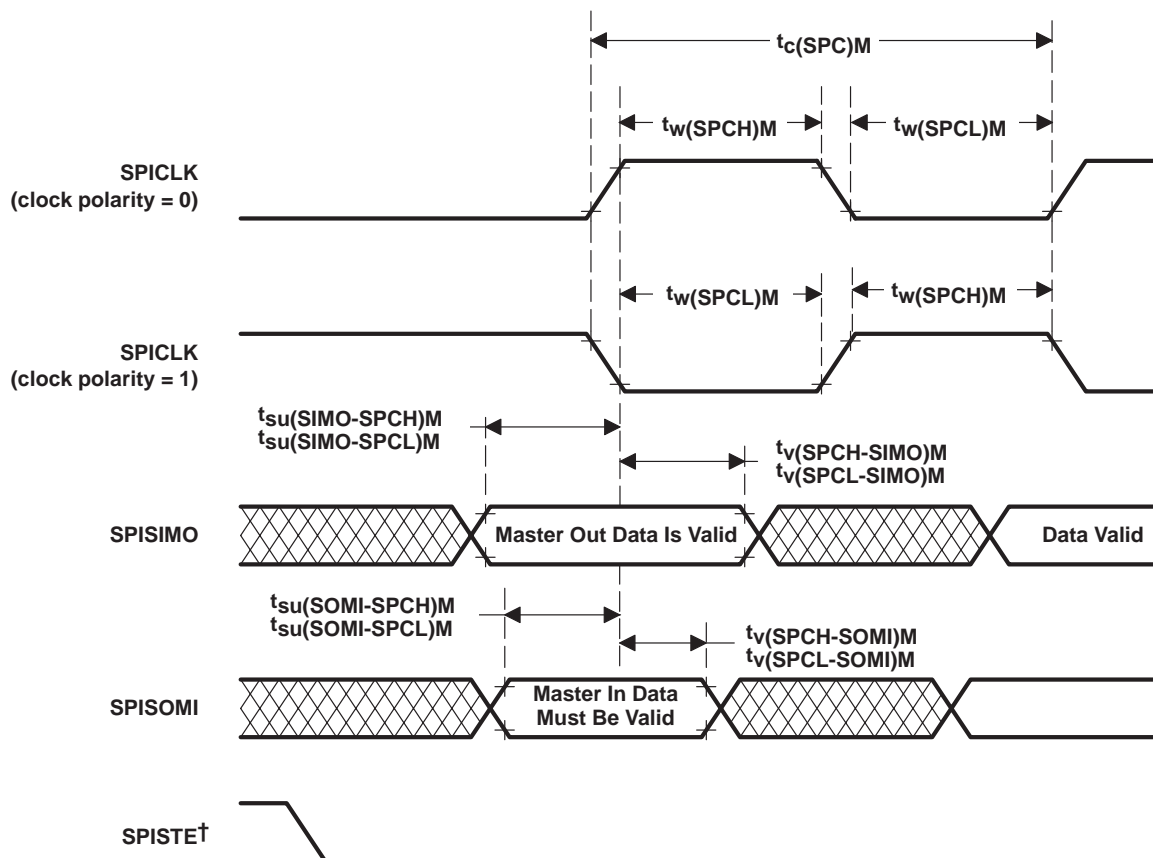 tc(SPC)M
tw(SPCH)M
tw(SPCL)M
SPICLK
(clock polarity = 0)
tw(SPCL)M
tw(SPCH)M
SPICLK
(clock polarity = 1)
tsu(SIMO-SPCH)M
tsu(SIMO-SPCL)M
tv(SPCH-SIMO)M
tv(SPCL-SIMO)M
SPISIMO
Master Out Data Is Valid
Data Valid
tsu(SOMI-SPCH)M
tsu(SOMI-SPCL)M
tv(SPCH-SOMI)M
tv(SPCL-SOMI)M
SPISOMI
Master In Data
Must Be Valid
SPISTE†